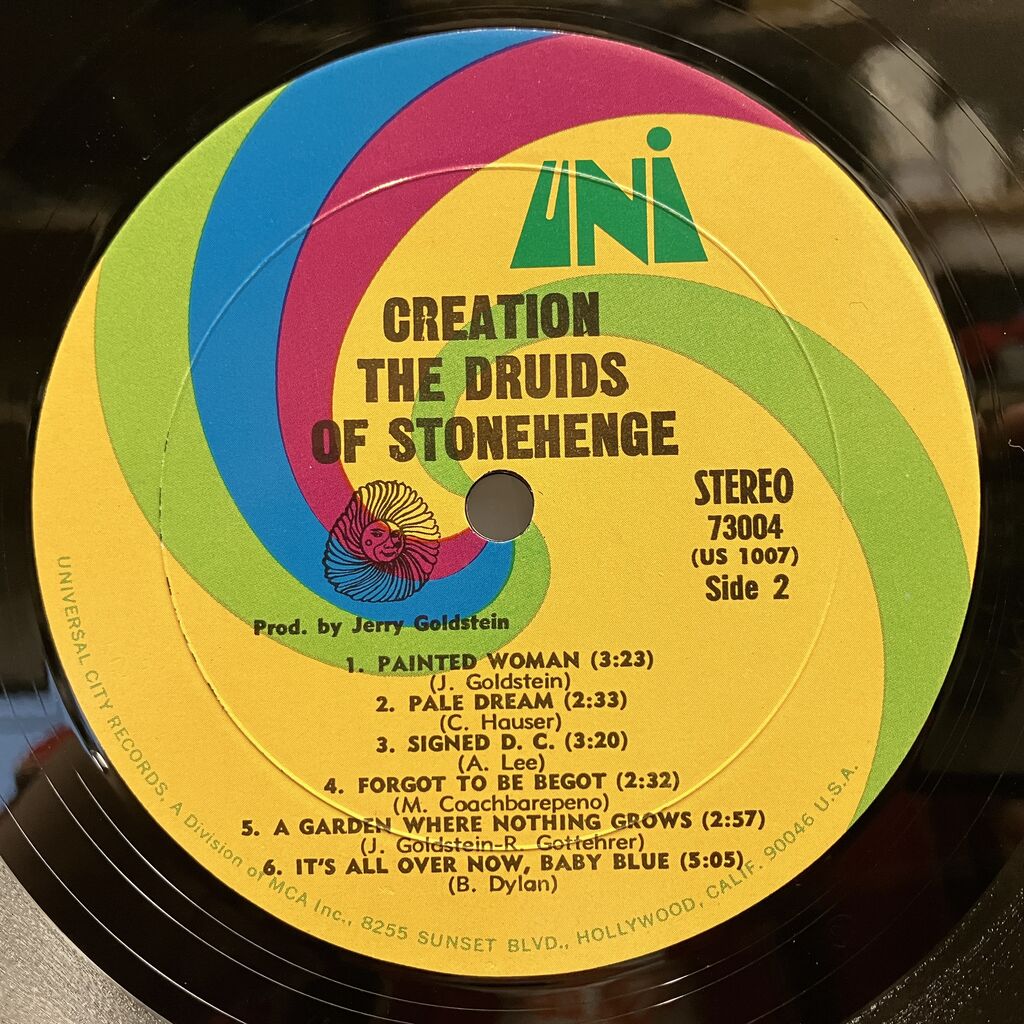 UNi
CREATION
THE DRUIDS
OF STONEHENGE
STEREO
73004
(US 1007)
Side 2
Prod. by Jerry Goldstein
1. PAINTED WOMAN (3:23)
(J. Goldstein)
2. PALE DREAM (2:33)
(C. Hauser)
3. SIGNED D. C. (3:20)
(A. Lee)
4. FORGOT TO BE BEGOT (2:32)
(M. Coachbarepeno)
5. A GARDEN WHERE NOTHING GROWS (2:57)
(J. Goldstein-R. Gottehrer)
6. IT'S ALL OVER NOW, BABY BLUE (5:05)
(B. Dylan)
UNIVERSAL CITY RECORDS, A Division of MCA Inc., 8255 SUNSET BLVD., HOLLYWOOD, CALIF. 90046 U.S.A.